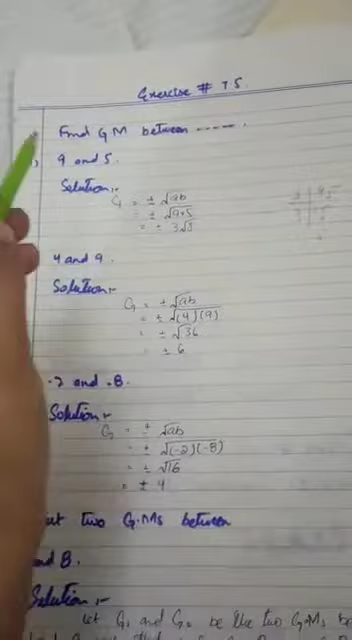 Exercise # 7.5.
Find G M between -----.
9 and 5.
Solution:-
G = ± √ab
= ± √9×5
= ± 3√5
4 and 9.
Solution:-
G = ± √ab
= ± √(4)(9)
= ± √36
= ± 6
-2 and -8.
Solution:-
G = ± √ab
= ± √(-2)(-8)
= ± √16
= ± 4
two G.Ms between
and 8.
Solution:-
Let G₁ and G₂ be the two G.Ms